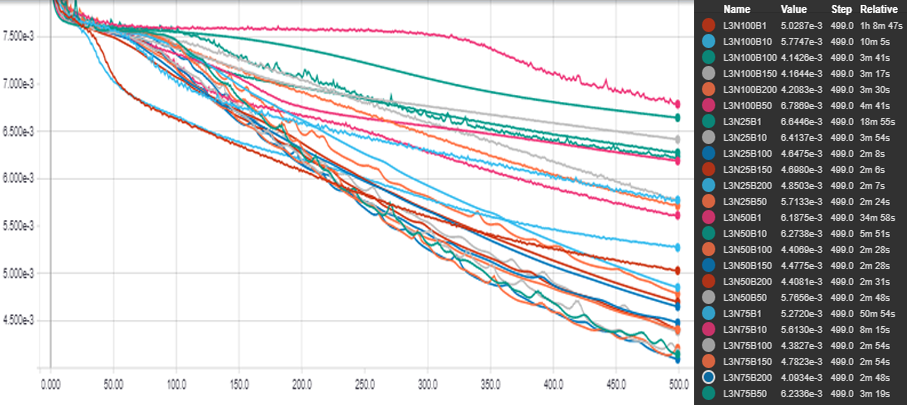 7.500e-3
7.000e-3
6.500e-3
6.000e-3
5.500e-3
5.000e-3
4.500e-3
0.000 50.00 100.0 150.0 200.0 250.0 300.0 350.0 400.0 450.0 500.0
Name Value Step Relative
L3N100B1 5.0287e-3 499.0 1h 8m 47s
L3N100B10 5.7747e-3 499.0 10m 5s
L3N100B100 4.1426e-3 499.0 3m 41s
L3N100B150 4.1644e-3 499.0 3m 17s
L3N100B200 4.2083e-3 499.0 3m 30s
L3N100B50 6.7869e-3 499.0 4m 41s
L3N25B1 6.6446e-3 499.0 18m 55s
L3N25B10 6.4137e-3 499.0 3m 54s
L3N25B100 4.6475e-3 499.0 2m 8s
L3N25B150 4.6980e-3 499.0 2m 6s
L3N25B200 4.8503e-3 499.0 2m 7s
L3N25B50 5.7133e-3 499.0 2m 24s
L3N50B1 6.1875e-3 499.0 34m 58s
L3N50B10 6.2738e-3 499.0 5m 51s
L3N50B100 4.4069e-3 499.0 2m 28s
L3N50B150 4.4775e-3 499.0 2m 28s
L3N50B200 4.4081e-3 499.0 2m 31s
L3N50B50 5.7656e-3 499.0 2m 48s
L3N75B1 5.2720e-3 499.0 50m 54s
L3N75B10 5.6130e-3 499.0 8m 15s
L3N75B100 4.3827e-3 499.0 2m 54s
L3N75B150 4.7823e-3 499.0 2m 54s
L3N75B200 4.0934e-3 499.0 2m 48s
L3N75B50 6.2336e-3 499.0 3m 19s